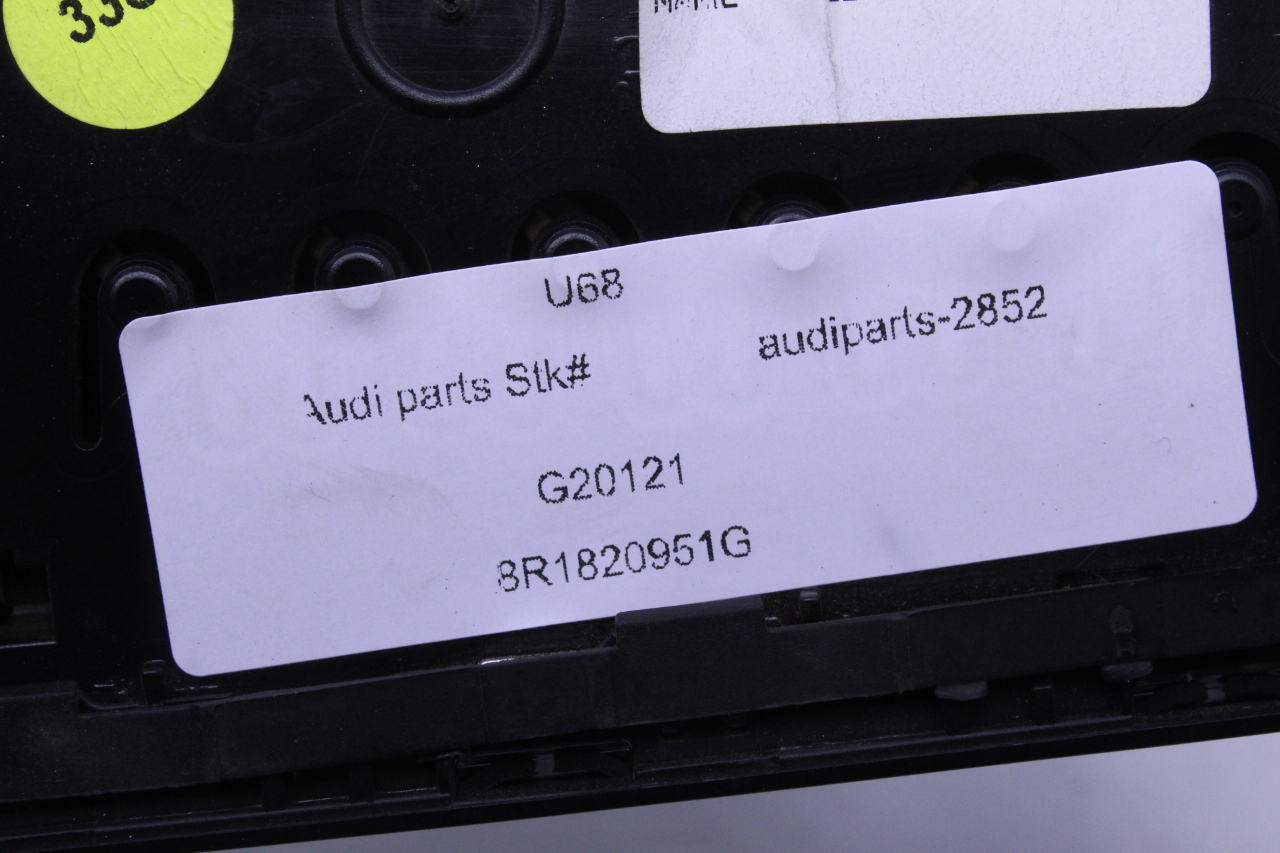 U68
Audi parts Stk# audiparts-2852
G20121
8R1820951G